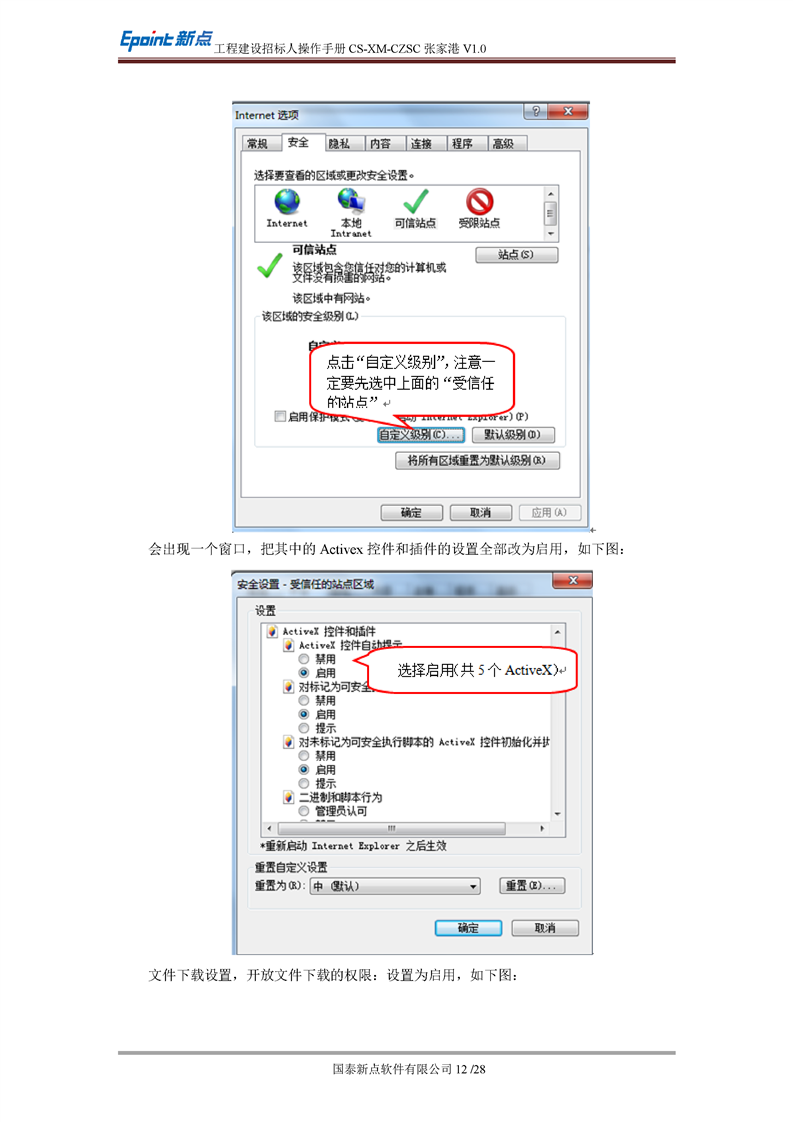 Epoint 新点 工程建设招标人操作手册 CS-XM-CZSC 张家港 V1.0
Internet 选项
常规 安全 隐私 内容 连接 程序 高级
选择要查看的区域或更改安全设置。
Internet 本地 Intranet 可信站点 受限站点
可信站点
站点(S)
该区域包含您信任对您的计算机或
文件没有损害的网站。
该区域中有网站。
该区域的安全级别(L)
点击“自定义级别”，注意一
定要先选中上面的“受信任
的站点”
启用保护模式 Internet Explorer)(P)
自定义级别(C)... 默认级别(D)
将所有区域重置为默认级别(R)
确定 取消 应用(A)
会出现一个窗口，把其中的 Activex 控件和插件的设置全部改为启用，如下图：
安全设置 - 受信任的站点区域
设置
ActiveX 控件和插件
ActiveX 控件自动提示
禁用
启用
选择启用（共 5 个 ActiveX）
对标记为可安全
禁用
启用
提示
对未标记为可安全执行脚本的 ActiveX 控件初始化并执
禁用
启用
提示
二进制和脚本行为
管理员认可
*重新启动 Internet Explorer 之后生效
重置自定义设置
重置为(R): 中 (默认) 重置(E)...
确定 取消
文件下载设置，开放文件下载的权限：设置为启用，如下图：
国泰新点软件有限公司 12 /28